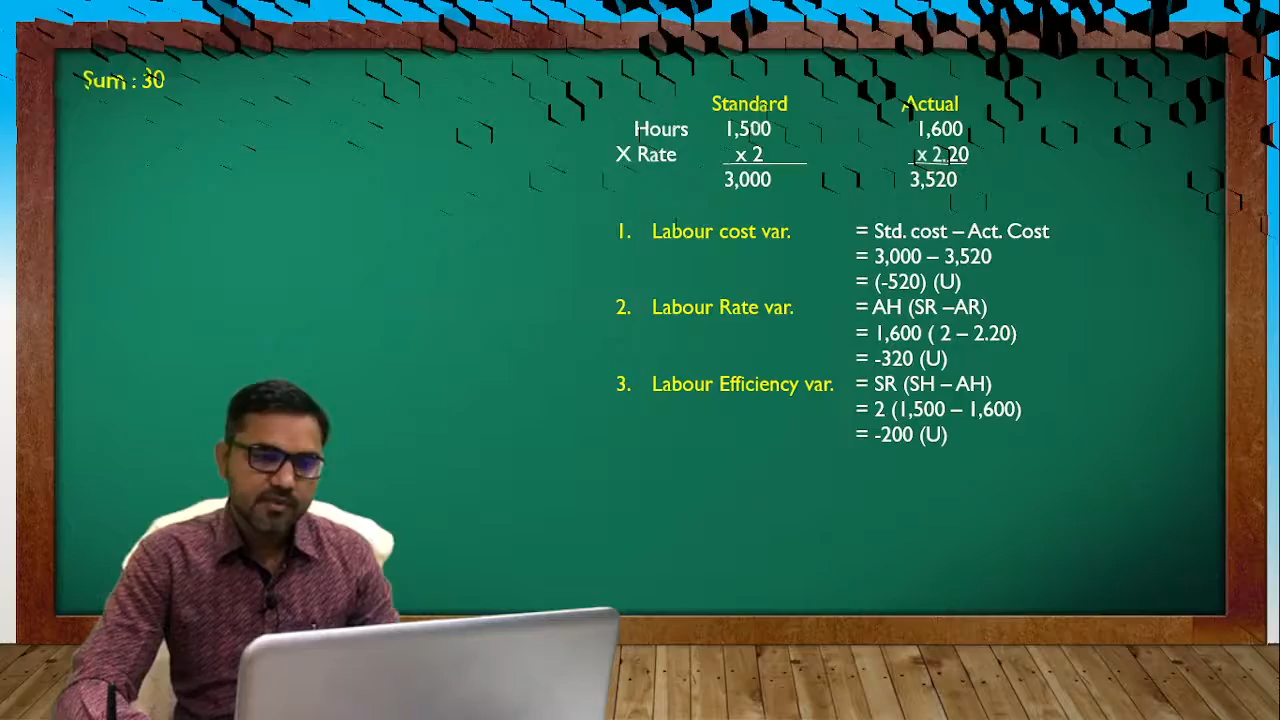 Sum : 30
Standard Actual
Hours 1,500 1,600
X Rate x 2 x 2.20
3,000 3,520
1. Labour cost var. = Std. cost – Act. Cost
= 3,000 – 3,520
= (-520) (U)
2. Labour Rate var. = AH (SR –AR)
= 1,600 ( 2 – 2.20)
= -320 (U)
3. Labour Efficiency var. = SR (SH – AH)
= 2 (1,500 – 1,600)
= -200 (U)